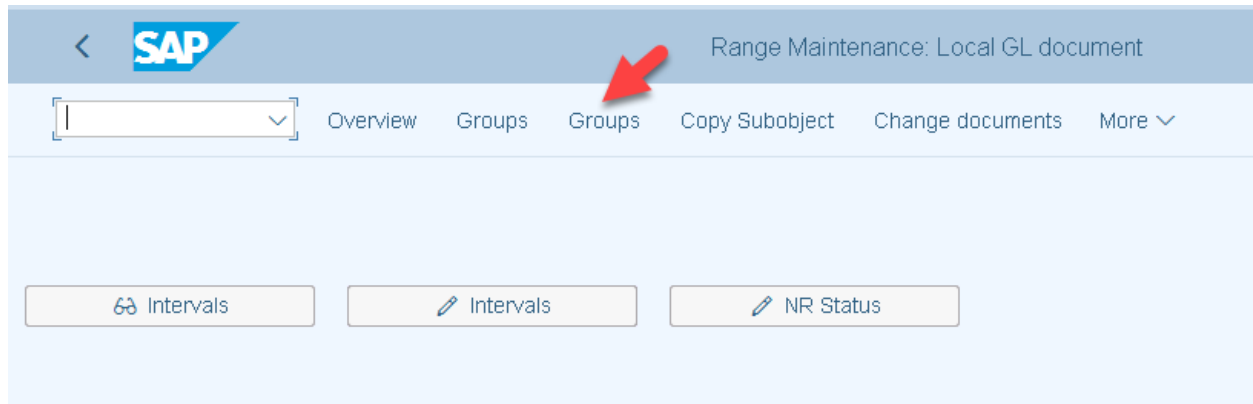 SAP Range Maintenance: Local GL document
Overview Groups Groups Copy Subobject Change documents More
Intervals Intervals NR Status